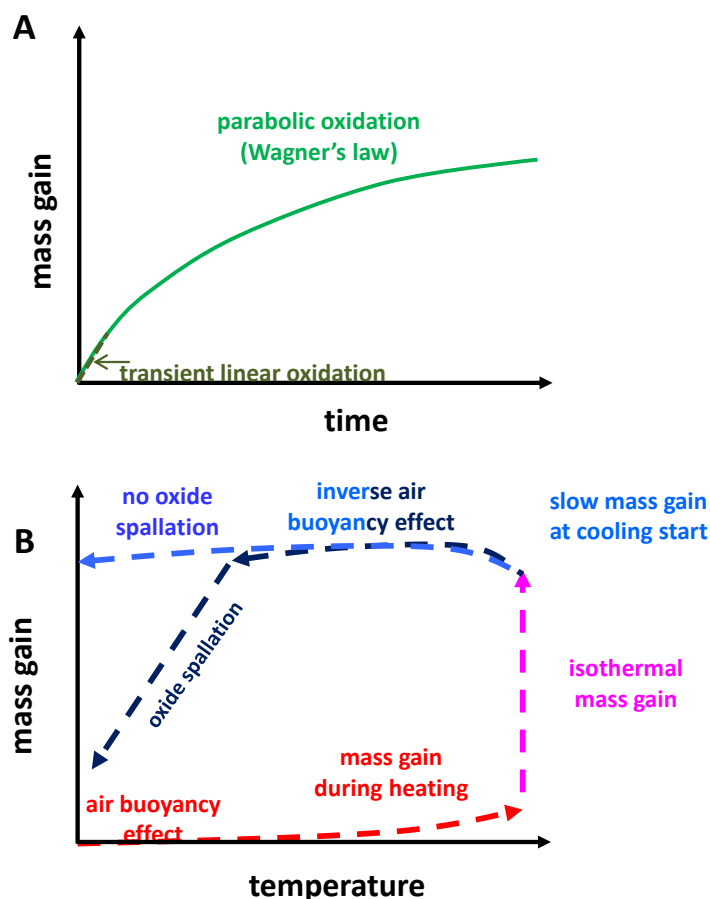 A
mass gain
parabolic oxidation
(Wagner's law)
transient linear oxidation
time
B
mass gain
no oxide
spallation
inverse air
buoyancy effect
slow mass gain
at cooling start
oxide spallation
isothermal
mass gain
mass gain
during heating
air buoyancy
effect
temperature